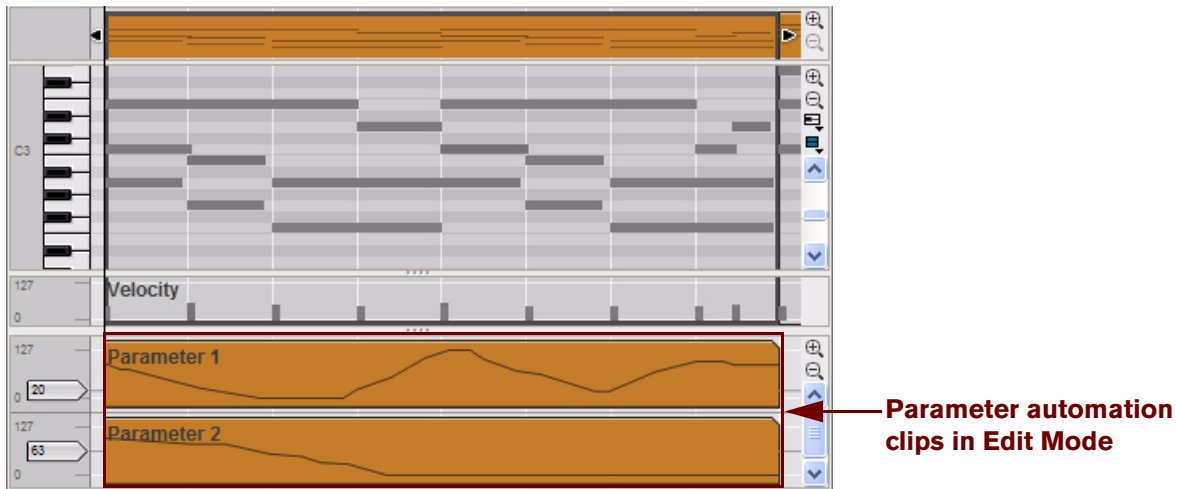 C3
127
Velocity
0
127
Parameter 1
0
20
127
Parameter 2
63
0
Parameter automation
clips in Edit Mode